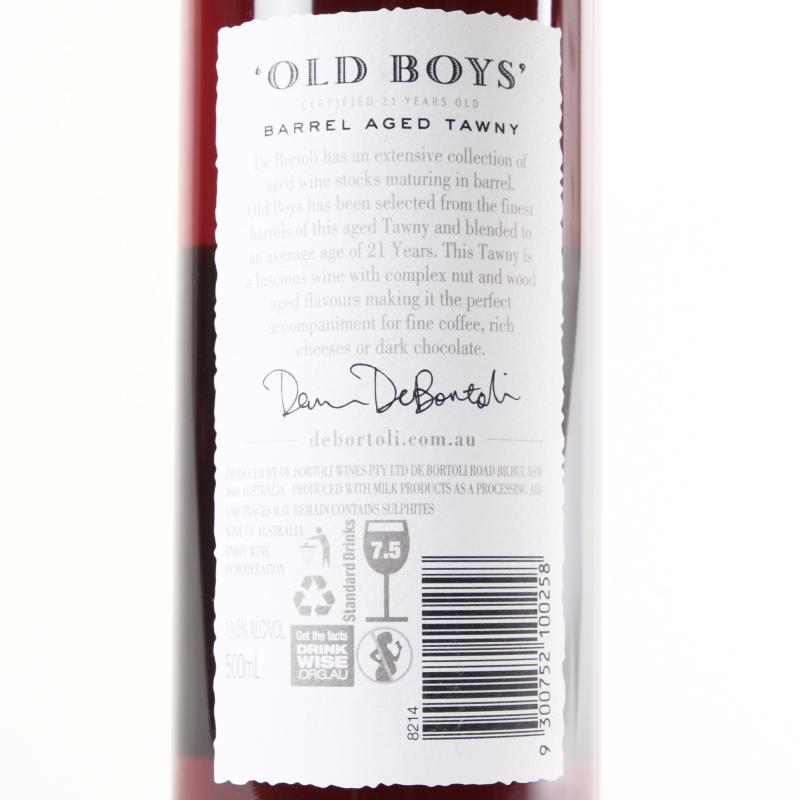 'OLD BOYS'
CERTIFIED 21 YEARS OLD
BARREL AGED TAWNY
De Bortoli has an extensive collection of
aged wine stocks maturing in barrel.
Old Boys has been selected from the finest
barrels of this aged Tawny and blended to
an average age of 21 Years. This Tawny is
a luscious wine with complex nut and wood
aged flavours making it the perfect
accompaniment for fine coffee, rich
cheeses or dark chocolate.
Darren De Bortoli
debortoli.com.au
PRODUCED BY DE BORTOLI WINES PTY LTD DE BORTOLI ROAD BILBUL NSW
2680 AUSTRALIA · PRODUCED WITH MILK PRODUCTS AS A PROCESSING AID
AND TRACES MAY REMAIN CONTAINS SULPHITES
WINE OF AUSTRALIA
ENJOY WINE
IN MODERATION
Standard Drinks
7.5
19.0% ALC/VOL
500mL
Get the facts
DRINK
WISE
.ORG.AU
8214
9 300752 100258